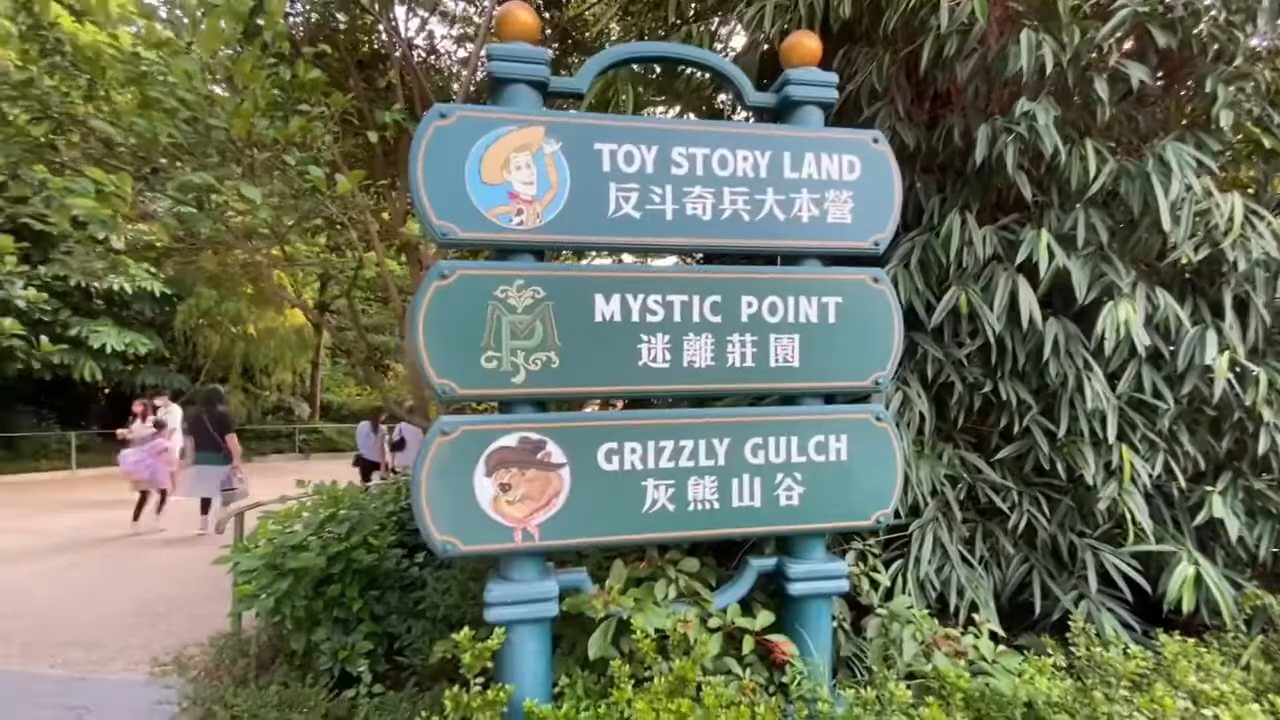 TOY STORY LAND
反斗奇兵大本營
MP
MYSTIC POINT
迷離莊園
GRIZZLY GULCH
灰熊山谷